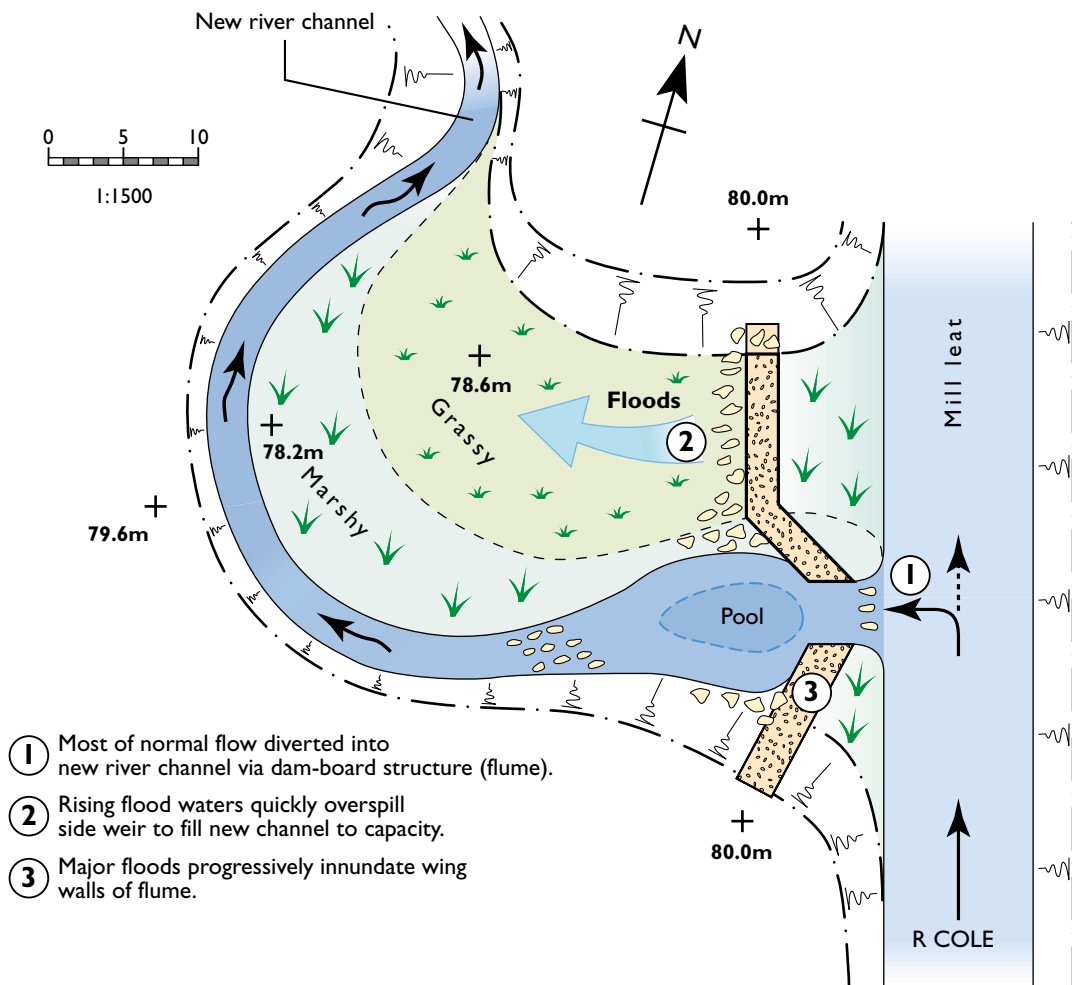 New river channel
N
0 5 10
1:1500
80.0m
Mill leat
78.6m
Floods
Grassy
2
78.2m
Marshy
79.6m
1
Pool
3
1 Most of normal flow diverted into
new river channel via dam-board structure (flume).
2 Rising flood waters quickly overspill
side weir to fill new channel to capacity.
3 Major floods progressively innundate wing
walls of flume.
80.0m
R COLE